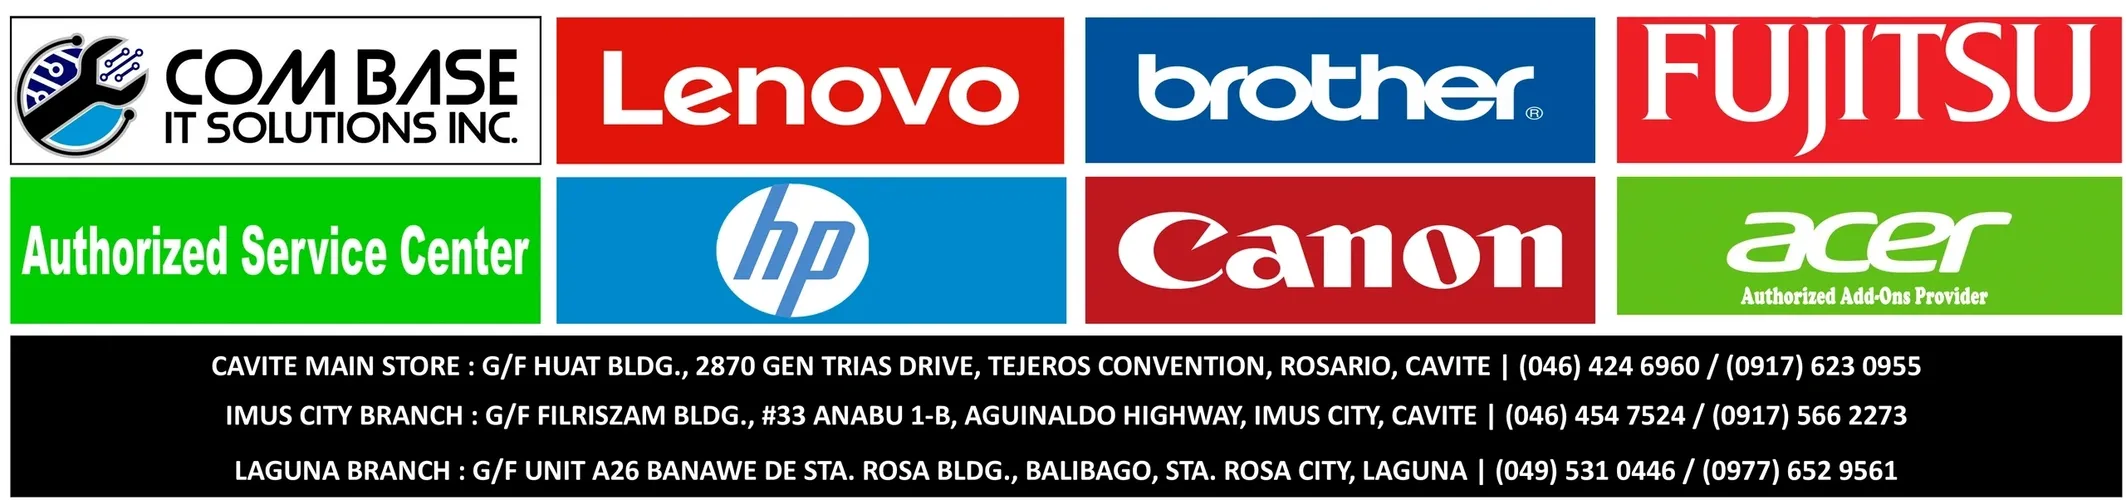 COM BASE
IT SOLUTIONS INC.
Lenovo
brother®
FUJITSU
Authorized Service Center
hp
Canon
acer
Authorized Add-Ons Provider
CAVITE MAIN STORE : G/F HUAT BLDG., 2870 GEN TRIAS DRIVE, TEJEROS CONVENTION, ROSARIO, CAVITE | (046) 424 6960 / (0917) 623 0955
IMUS CITY BRANCH : G/F FILRISZAM BLDG., #33 ANABU 1-B, AGUINALDO HIGHWAY, IMUS CITY, CAVITE | (046) 454 7524 / (0917) 566 2273
LAGUNA BRANCH : G/F UNIT A26 BANAWE DE STA. ROSA BLDG., BALIBAGO, STA. ROSA CITY, LAGUNA | (049) 531 0446 / (0977) 652 9561